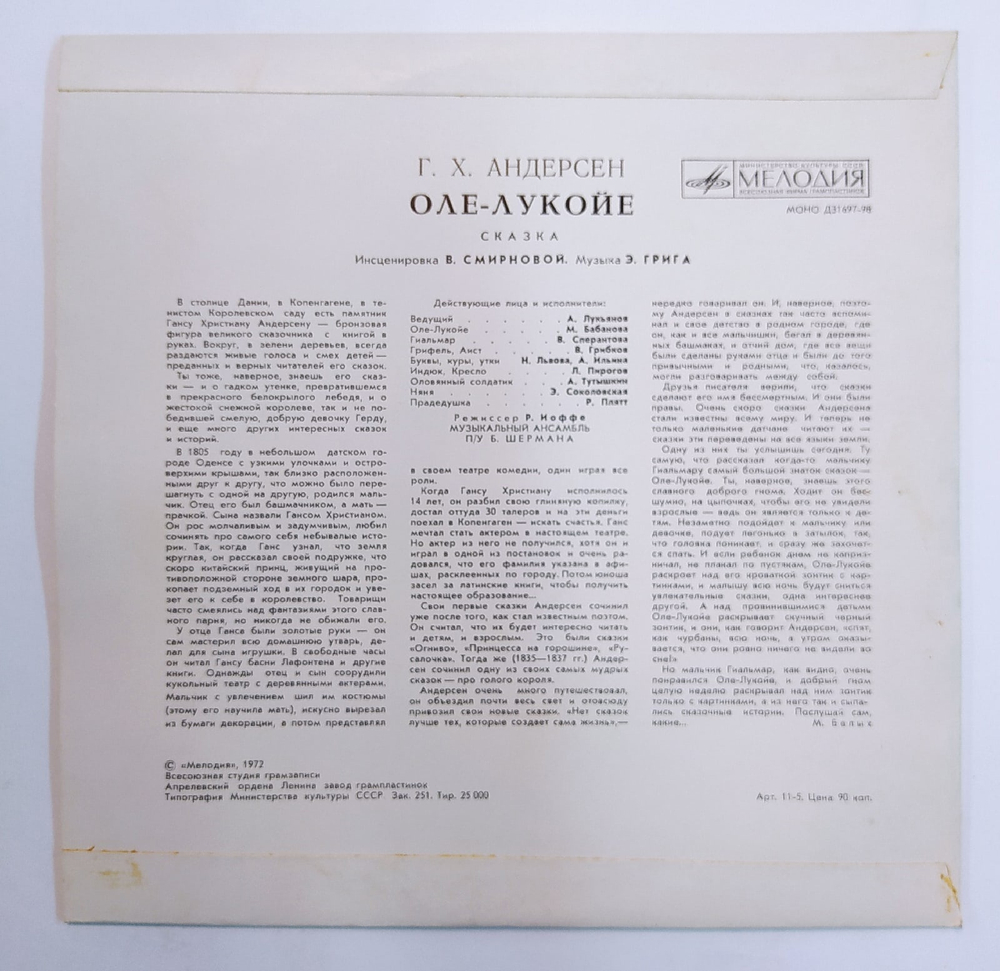 Г. Х. АНДЕРСЕН
ОЛЕ-ЛУКОЙЕ
СКАЗКА
Инсценировка В. СМИРНОВОЙ. Музыка Э. ГРИГА
МИНИСТЕРСТВО КУЛЬТУРЫ СССР
МЕЛОДИЯ
ВСЕСОЮЗНАЯ ФИРМА ГРАМПЛАСТИНОК
МОНО Д31697-98
В столице Дании, в Копенгагене, в те-
нистом Королевском саду есть памятник
Гансу Христиану Андерсену — бронзовая
фигура великого сказочника с книгой в
руках. Вокруг, в зелени деревьев, всегда
раздаются живые голоса и смех детей —
преданных и верных читателей его сказок.
Ты тоже, наверное, знаешь его сказ-
ки — и о гадком утенке, превратившемся
в прекрасного белокрылого лебедя, и о
жестокой снежной королеве, так и не по-
бедившей смелую, добрую девочку Герду,
и еще много других интересных сказок
и историй.
В 1805 году в небольшом датском го-
роде Оденсе с узкими улочками и остро-
верхими крышами, так близко расположен-
ными друг к другу, что можно было пере-
шагнуть с одной на другую, родился маль-
чик. Отец его был башмачником, а мать —
прачкой. Сына назвали Гансом Христианом.
Он рос молчаливым и задумчивым, любил
сочинять про самого себя небывалые исто-
рии. Так, когда Ганс узнал, что земля
круглая, он рассказал своей подружке, что
скоро китайский принц, живущий на про-
тивоположной стороне земного шара, про-
копает подземный ход в их городок и уве-
зет его к себе в королевство. Товарищи
часто смеялись над фантазиями этого слав-
ного парня, но никогда не обижали его.
У отца Ганса были золотые руки — он
сам мастерил всю домашнюю утварь, де-
лал для сына игрушки. В свободные часы
он читал Гансу басни Лафонтена и другие
книги. Однажды отец и сын соорудили
кукольный театр с деревянными актерами.
Мальчик с увлечением шил им костюмы
(этому его научила мать), искусно вырезал
из бумаги декорации, а потом представлял
Действующие лица и исполнители:
Ведущий . . . . . . . А. Лукьянов
Оле-Лукойе . . . . . М. Бабанова
Гиальмар . . . . . В. Сперантова
Грифель, Аист . . . . . В. Грибков
Буквы, куры, утки . Н. Львова, А. Ильина
Индюк, Кресло . . . . . Л. Пирогов
Оловянный солдатик . . . А. Тутышкин
Няня . . . . . . Э. Соколовская
Прадедушка . . . . . . Р. Плятт
Режиссер Р. Иоффе
МУЗЫКАЛЬНЫЙ АНСАМБЛЬ
П/У Б. ШЕРМАНА
в своем театре комедии, один играя все
роли.
Когда Гансу Христиану исполнилось
14 лет, он разбил свою глиняную копилку,
достал оттуда 30 талеров и на эти деньги
поехал в Копенгаген — искать счастья. Ганс
мечтал стать актером в настоящем театре.
Но актер из него не получился, хотя он и
играл в одной из постановок и очень ра-
довался, что его фамилия указана в афи-
шах, расклеенных по городу. Потом юноша
засел за латинские книги, чтобы получить
настоящее образование...
Свои первые сказки Андерсен сочинил
уже после того, как стал известным поэтом.
Он считал, что их будет интересно читать
и детям, и взрослым. Это были сказки
«Огниво», «Принцесса на горошине», «Ру-
салочка». Тогда же (1835—1837 гг.) Андер-
сен сочинил одну из своих самых мудрых
сказок — про голого короля.
Андерсен очень много путешествовал,
он объездил почти весь свет и отовсюду
привозил свои новые сказки. «Нет сказок
лучше тех, которые создает сама жизнь»,—
нередко говаривал он. И, наверное, поэто-
му Андерсен в сказках так часто вспоми-
нал и свое детство в родном городе, где
он, как и все мальчишки, бегал в деревян-
ных башмаках, и отчий дом, где все вещи
были сделаны руками отца и были до того
привычными и родными, что, казалось,
могли разговаривать между собой.
Друзья писателя верили, что сказки
сделают его имя бессмертным. И они были
правы. Очень скоро сказки Андерсена
стали известны всему миру. И теперь не
только маленькие датчане читают их —
сказки эти переведены на все языки земли.
Одну из них ты услышишь сегодня. Ту
самую, что рассказал когда-то мальчику
Гиальмару самый большой знаток сказок —
Оле-Лукойе. Ты, наверное, знаешь этого
славного доброго гнома. Ходит он бес-
шумно, на цыпочках, чтобы его не увидели
взрослые — ведь он является только к де-
тям. Незаметно подойдет к мальчику или
девочке, подует легонько в затылок, так,
что головка поникает, и сразу же захочет-
ся спать. И если ребенок днем не каприз-
ничал, не плакал по пустякам, Оле-Лукойе
раскроет над его кроваткой зонтик с кар-
тинками, и малышу всю ночь будут сниться
увлекательные сказки, одна интереснее
другой. А над провинившимися детьми
Оле-Лукойе раскрывает скучный черный
зонтик, и они, как говорит Андерсен, «спят,
как чурбаны, всю ночь, а утром оказы-
вается, что они ровно ничего не видели во
сне!»
Но мальчик Гиальмар, как видно, очень
понравился Оле-Лукойе, и добрый гном
целую неделю раскрывал над ним зонтик
только с картинками, а из него так и сыпа-
лись сказочные истории. Послушай сам,
какие...
М. Балык
© «Мелодия», 1972
Всесоюзная студия грамзаписи
Апрелевский ордена Ленина завод грампластинок
Типография Министерства культуры СССР Зак. 251. Тир. 25 000
Арт. 11-5. Цена 90 коп.